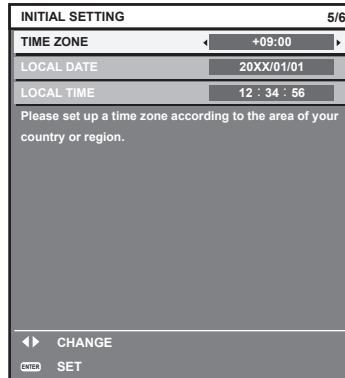 INITIAL SETTING 5/6
TIME ZONE +09:00
LOCAL DATE 20XX/01/01
LOCAL TIME 12 : 34 : 56
Please set up a time zone according to the area of your
country or region.
CHANGE
ENTER SET